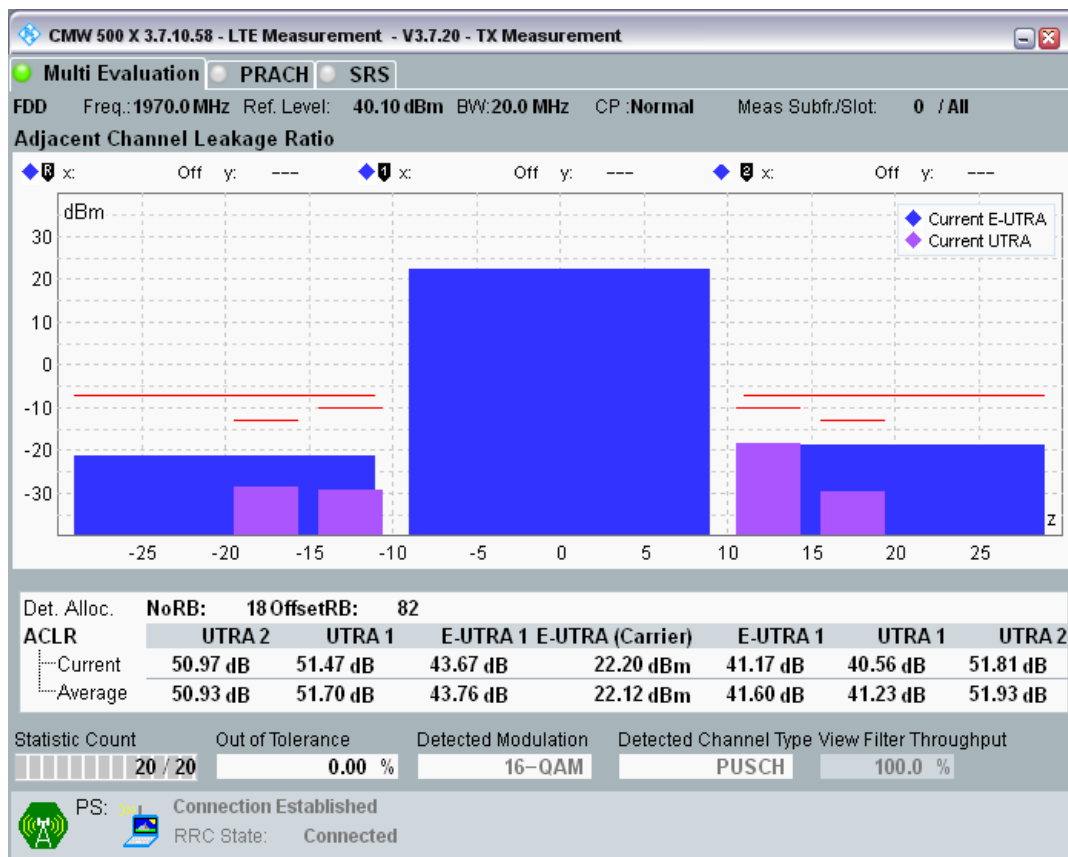 CMW 500 X 3.7.10.58 - LTE Measurement - V3.7.20 - TX Measurement
Multi Evaluation PRACH SRS
FDD Freq.:1970.0 MHz Ref. Level: 40.10 dBm BW:20.0 MHz CP :Normal Meas Subfr./Slot: 0 / All
Adjacent Channel Leakage Ratio
R x: Off y: --- 1 x: Off y: --- 2 x: Off y: ---
dBm
Current E-UTRA
Current UTRA
30
20
10
0
-10
-20
-30
z
-25 -20 -15 -10 -5 0 5 10 15 20 25
Det. Alloc. NoRB: 18 OffsetRB: 82
ACLR UTRA 2 UTRA 1 E-UTRA 1 E-UTRA (Carrier) E-UTRA 1 UTRA 1 UTRA 2
Current 50.97 dB 51.47 dB 43.67 dB 22.20 dBm 41.17 dB 40.56 dB 51.81 dB
Average 50.93 dB 51.70 dB 43.76 dB 22.12 dBm 41.60 dB 41.23 dB 51.93 dB
Statistic Count Out of Tolerance Detected Modulation Detected Channel Type View Filter Throughput
20 / 20 0.00 % 16-QAM PUSCH 100.0 %
PS: Connection Established
RRC State: Connected